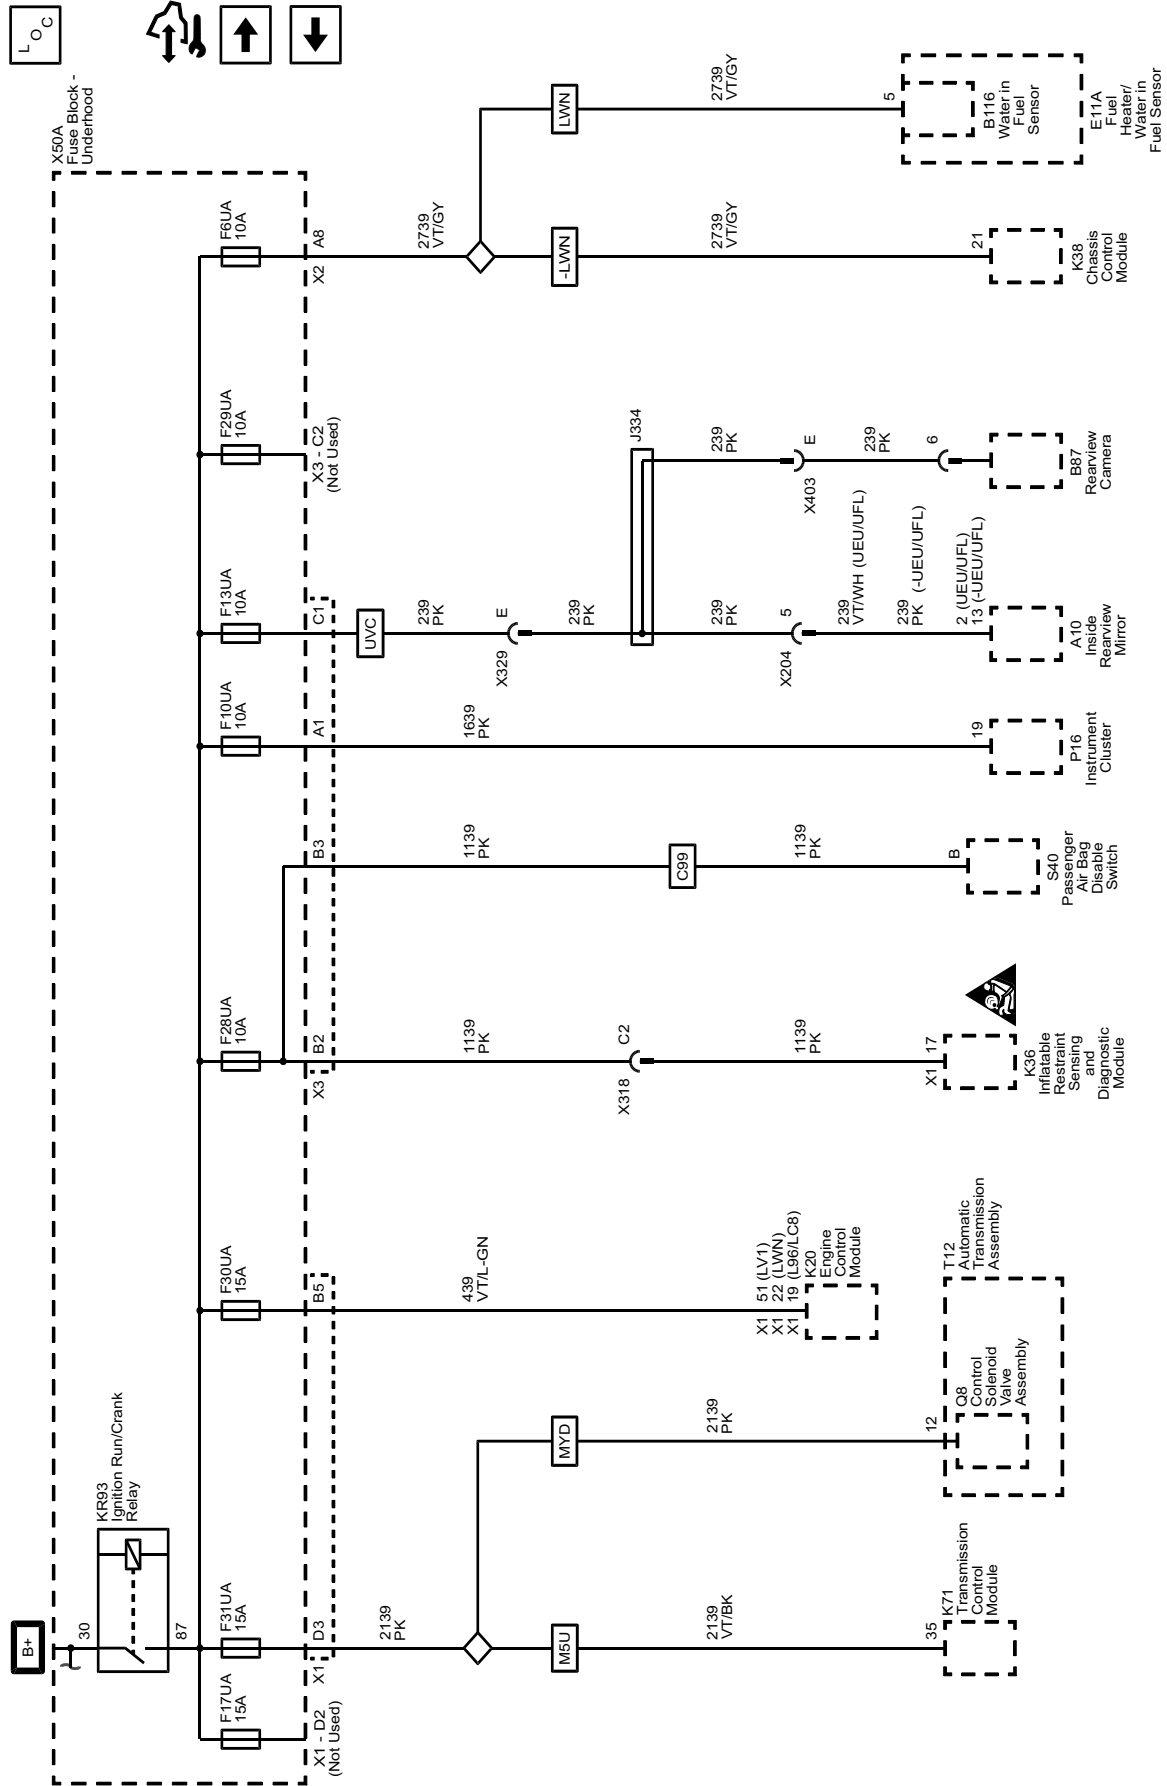 L O C
B+
X50A
Fuse Block -
Underhood
KR93
Ignition Run/Crank
Relay
30
87
F17UA
15A
F31UA
15A
F30UA
15A
F28UA
10A
F10UA
10A
F13UA
10A
F29UA
10A
F6UA
10A
X1 - D2
(Not Used)
X1
D3
B5
X3
B2
B3
A1
C1
X3 - C2
(Not Used)
X2
A8
2139
PK
439
VT/L-GN
1139
PK
1139
PK
1639
PK
UVC
239
PK
X329
E
239
PK
J334
2739
VT/GY
M5U
MYD
-LWN
LWN
2139
VT/BK
2139
PK
X318
C2
1139
PK
C99
1139
PK
239
PK
239
PK
2739
VT/GY
2739
VT/GY
X204
5
239
VT/WH (UEU/UFL)
239
PK (-UEU/UFL)
X403
E
239
PK
35
K71
Transmission
Control
Module
12
Q8
Control
Solenoid
Valve
Assembly
T12
Automatic
Transmission
Assembly
X1 51 (LV1)
X1 22 (LWN)
X1 19 (L96/LC8)
K20
Engine
Control
Module
X1
17
K36
Inflatable
Restraint
Sensing
and
Diagnostic
Module
B
S40
Passenger
Air Bag
Disable
Switch
19
P16
Instrument
Cluster
2 (UEU/UFL)
13 (-UEU/UFL)
A10
Inside
Rearview
Mirror
6
B87
Rearview
Camera
21
K38
Chassis
Control
Module
5
B116
Water in
Fuel
Sensor
E11A
Fuel
Heater/
Water in
Fuel Sensor